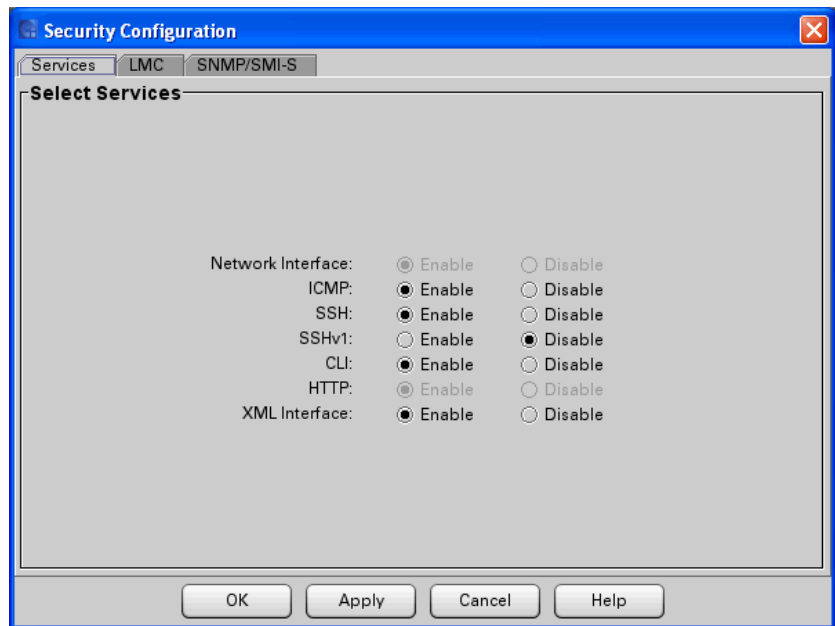 Security Configuration
Services LMC SNMP/SMI-S
Select Services
Network Interface: Enable Disable
ICMP: Enable Disable
SSH: Enable Disable
SSHv1: Enable Disable
CLI: Enable Disable
HTTP: Enable Disable
XML Interface: Enable Disable
OK Apply Cancel Help